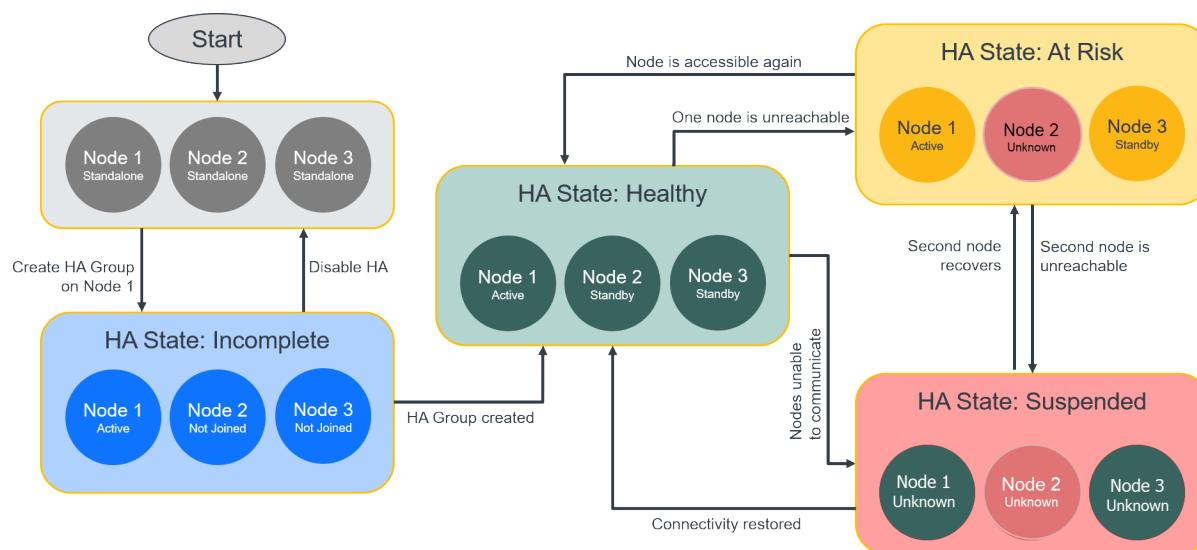 Start
Node 1
Standalone
Node 2
Standalone
Node 3
Standalone
Create HA Group
on Node 1
Disable HA
HA State: Incomplete
Node 1
Active
Node 2
Not Joined
Node 3
Not Joined
HA Group created
HA State: Healthy
Node 1
Active
Node 2
Standby
Node 3
Standby
Node is accessible again
One node is unreachable
HA State: At Risk
Node 1
Active
Node 2
Unknown
Node 3
Standby
Second node
recovers
Second node is
unreachable
Nodes unable
to communicate
Connectivity restored
HA State: Suspended
Node 1
Unknown
Node 2
Unknown
Node 3
Unknown